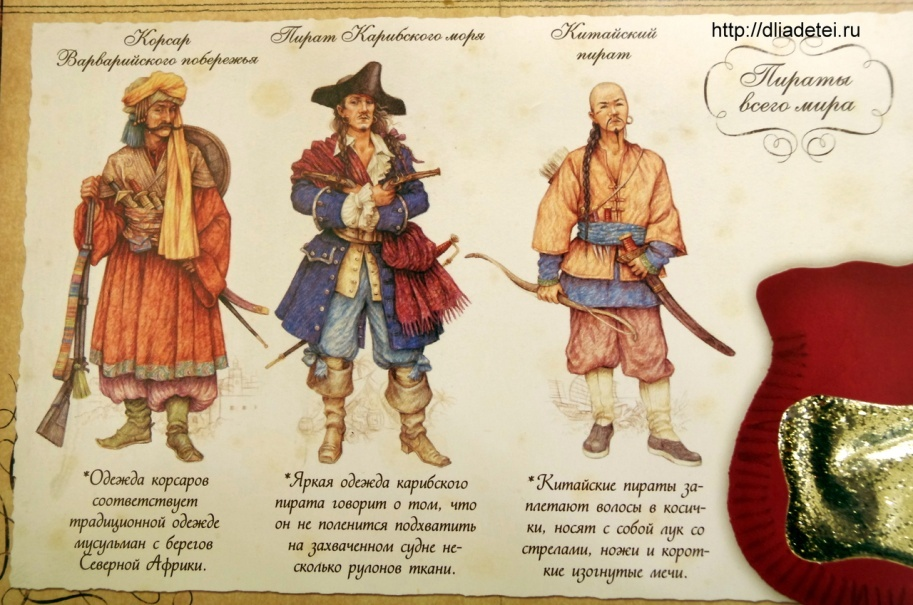 http://dliadetei.ru
Пираты
всего мира
Корсар
Варварийского побережья
Пират Карибского моря
Китайский
пират
*Одежда корсаров
соответствует
традиционной одежде
мусульман с берегов
Северной Африки.
*Яркая одежда карибского
пирата говорит о том, что
он не поленится подхватить
на захваченном судне не-
сколько рулонов ткани.
*Китайские пираты за-
плетают волосы в косич-
ки, носят с собой лук со
стрелами, ножи и корот-
кие изогнутые мечи.